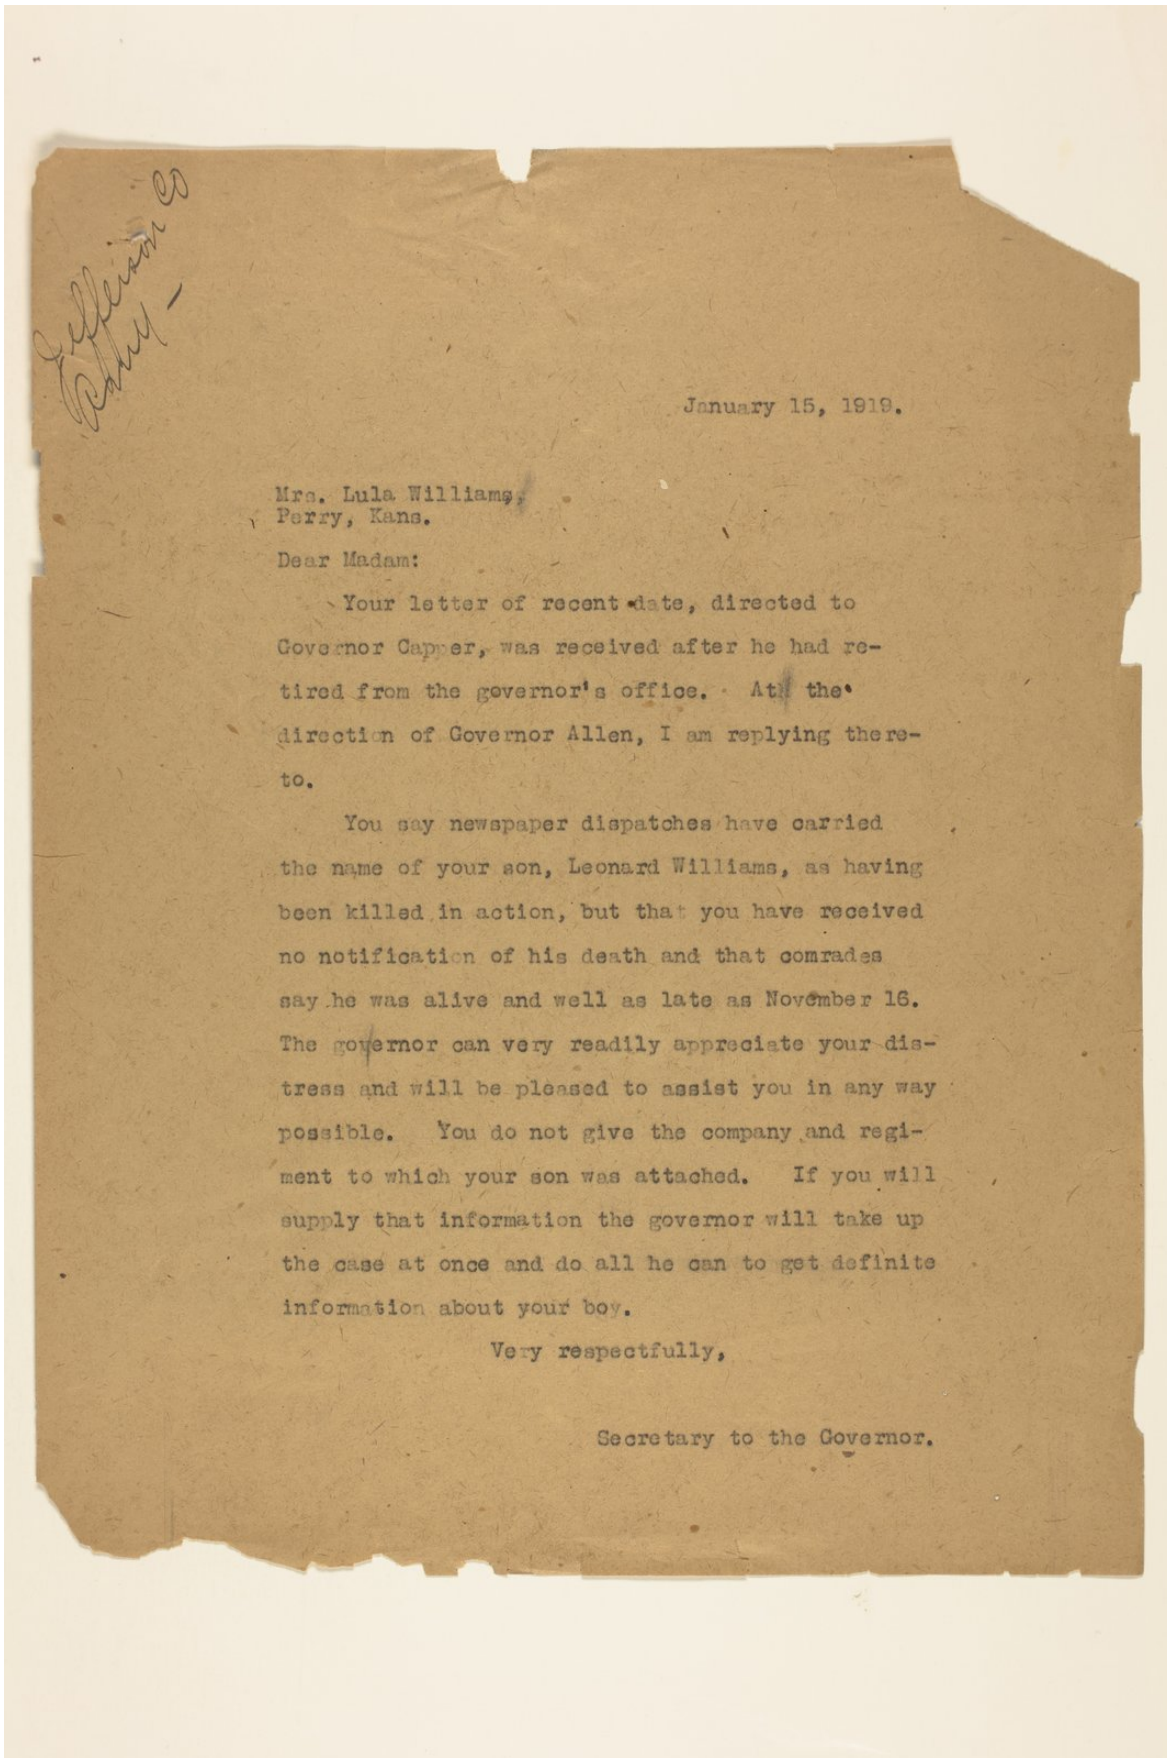 Jefferson Co
January 15, 1919.
Mrs. Lula Williams,
Perry, Kans.
Dear Madam:
Your letter of recent date, directed to
Governor Capper, was received after he had re-
tired from the governor's office. At the
direction of Governor Allen, I am replying there-
to.
You say newspaper dispatches have carried
the name of your son, Leonard Williams, as having
been killed in action, but that you have received
no notification of his death and that comrades
say he was alive and well as late as November 16.
The governor can very readily appreciate your dis-
tress and will be pleased to assist you in any way
possible. You do not give the company and regi-
ment to which your son was attached. If you will
supply that information the governor will take up
the case at once and do all he can to get definite
information about your boy.
Very respectfully,
Secretary to the Governor.